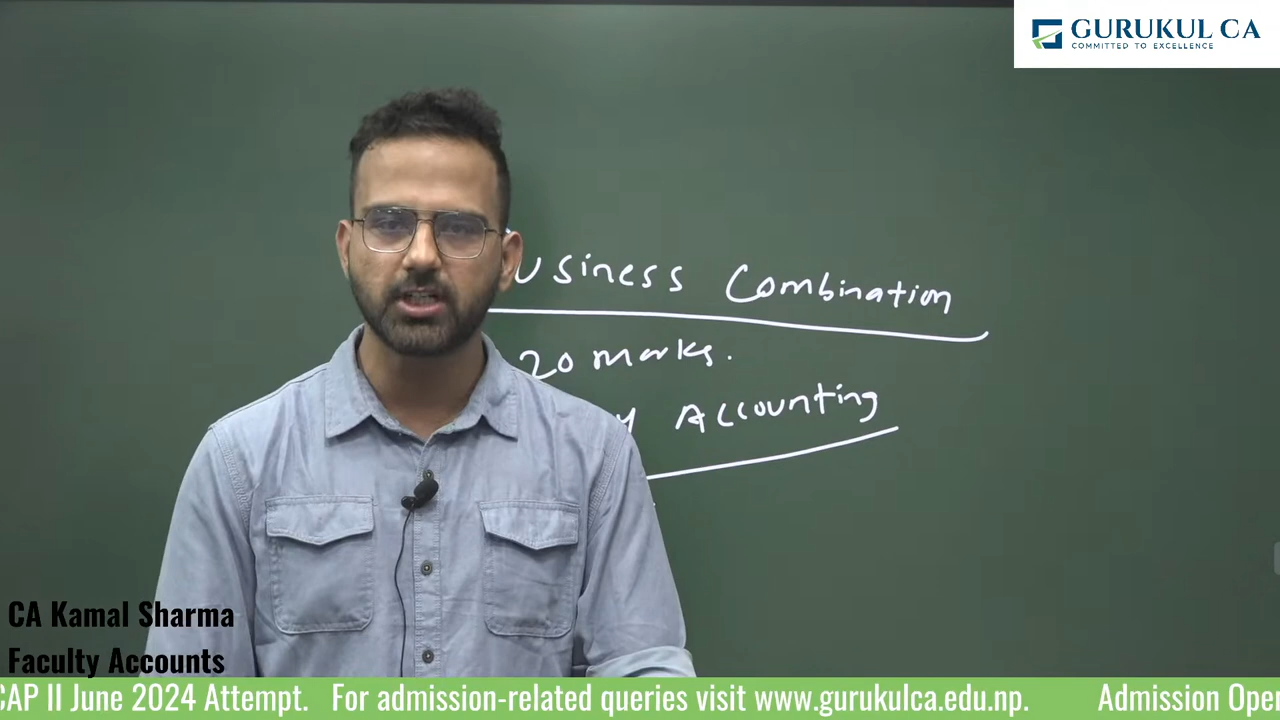 GURUKUL CA
COMMITTED TO EXCELLENCE
usiness Combination
20 marks.
y Accounting
CA Kamal Sharma
Faculty Accounts
CAP II June 2024 Attempt. For admission-related queries visit www.gurukulca.edu.np. Admission Oper